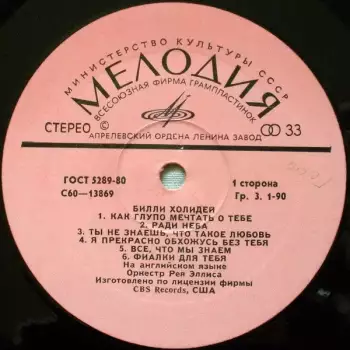 МИНИСТЕРСТВО КУЛЬТУРЫ СССР
МЕЛОДИЯ
ВСЕСОЮЗНАЯ ФИРМА ГРАМПЛАСТИНОК
СТЕРЕО
33
АПРЕЛЕВСКИЙ ОРДЕНА ЛЕНИНА ЗАВОД
ГОСТ 5289-80
С60—13869
1 сторона
Гр. 3. 1-90
БИЛЛИ ХОЛИДЕЙ
1. КАК ГЛУПО МЕЧТАТЬ О ТЕБЕ
2. РАДИ НЕБА
3. ТЫ НЕ ЗНАЕШЬ, ЧТО ТАКОЕ ЛЮБОВЬ
4. Я ПРЕКРАСНО ОБХОЖУСЬ БЕЗ ТЕБЯ
5. ВСЕ, ЧТО МЫ ЗНАЕМ
6. ФИАЛКИ ДЛЯ ТЕБЯ
На английском языке
Оркестр Рея Эллиса
Изготовлено по лицензии фирмы
CBS Records, США